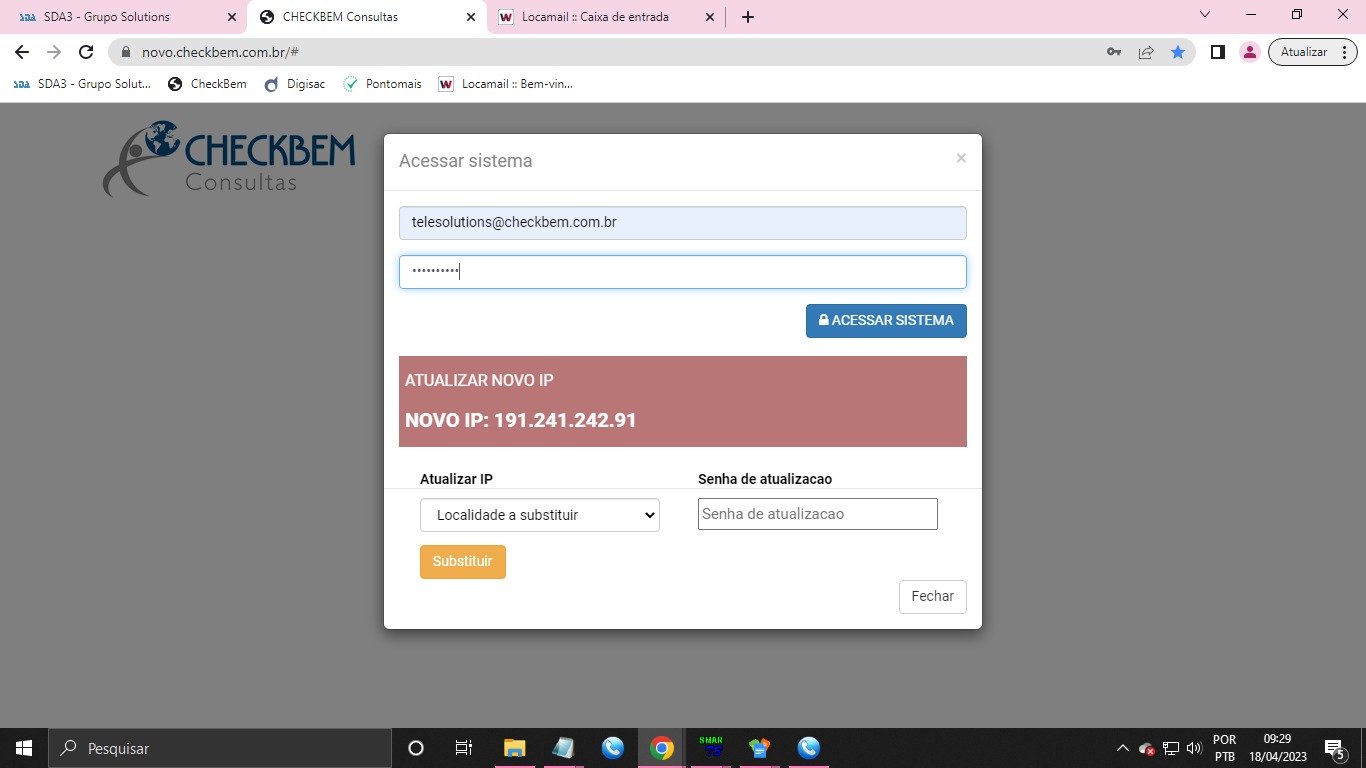 SDA SDA3 - Grupo Solutions
CHECKBEM Consultas
W Locamail :: Caixa de entrada
novo.checkbem.com.br/#
Atualizar
SDA SDA3 - Grupo Solut...
CheckBem
Digisac
Pontomais
W Locamail :: Bem-vin...
CHECKBEM
Consultas
Acessar sistema
×
telesolutions@checkbem.com.br
••••••••••
ACESSAR SISTEMA
ATUALIZAR NOVO IP
NOVO IP: 191.241.242.91
Atualizar IP
Senha de atualizacao
Localidade a substituir
Senha de atualizacao
Substituir
Fechar
Pesquisar
POR
PTB
09:29
18/04/2023
5